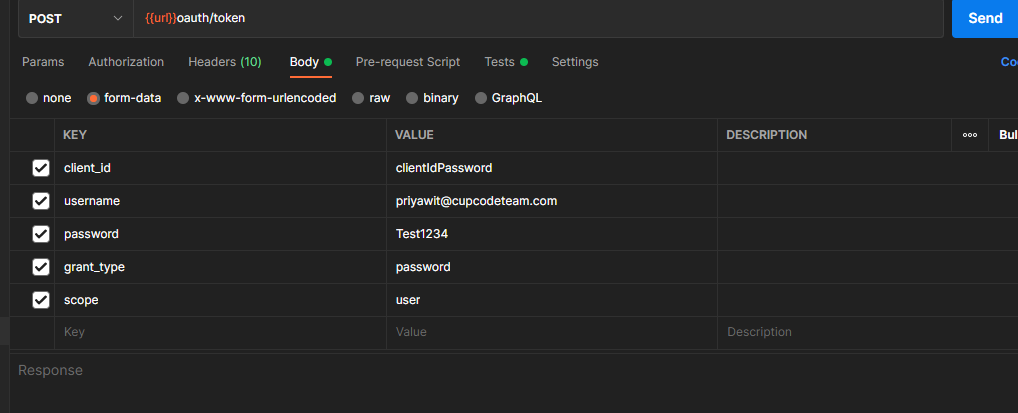 POST {{url}}oauth/token Send
Params Authorization Headers (10) Body Pre-request Script Tests Settings Co
none form-data x-www-form-urlencoded raw binary GraphQL
KEY VALUE DESCRIPTION ooo Bul
client_id clientIdPassword
username priyawit@cupcodeteam.com
password Test1234
grant_type password
scope user
Key Value Description
Response